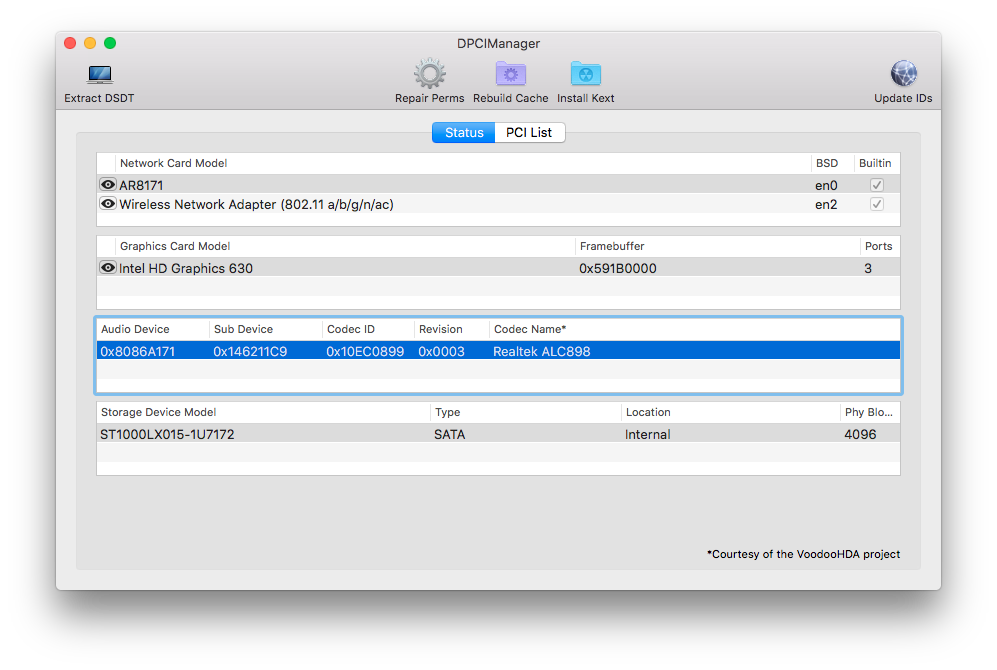 DPCIManager
Extract DSDT
Repair Perms Rebuild Cache Install Kext
Update IDs
Status PCI List
Network Card Model BSD Builtin
AR8171 en0
Wireless Network Adapter (802.11 a/b/g/n/ac) en2
Graphics Card Model Framebuffer Ports
Intel HD Graphics 630 0x591B0000 3
Audio Device Sub Device Codec ID Revision Codec Name*
0x8086A171 0x146211C9 0x10EC0899 0x0003 Realtek ALC898
Storage Device Model Type Location Phy Blo...
ST1000LX015-1U7172 SATA Internal 4096
*Courtesy of the VoodooHDA project